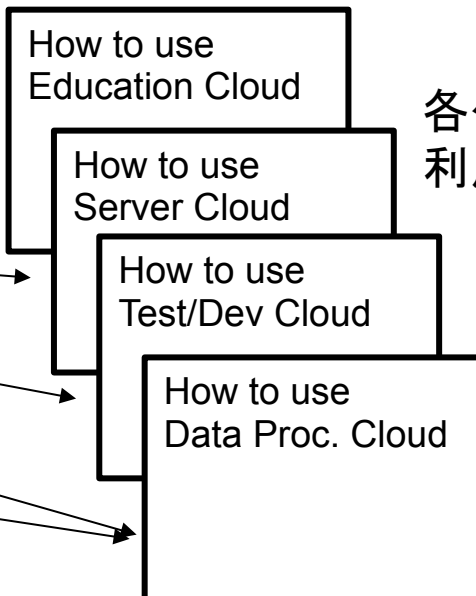 How to use
Education Cloud
各
利
How to use
Server Cloud
How to use
Test/Dev Cloud
How to use
Data Proc. Cloud